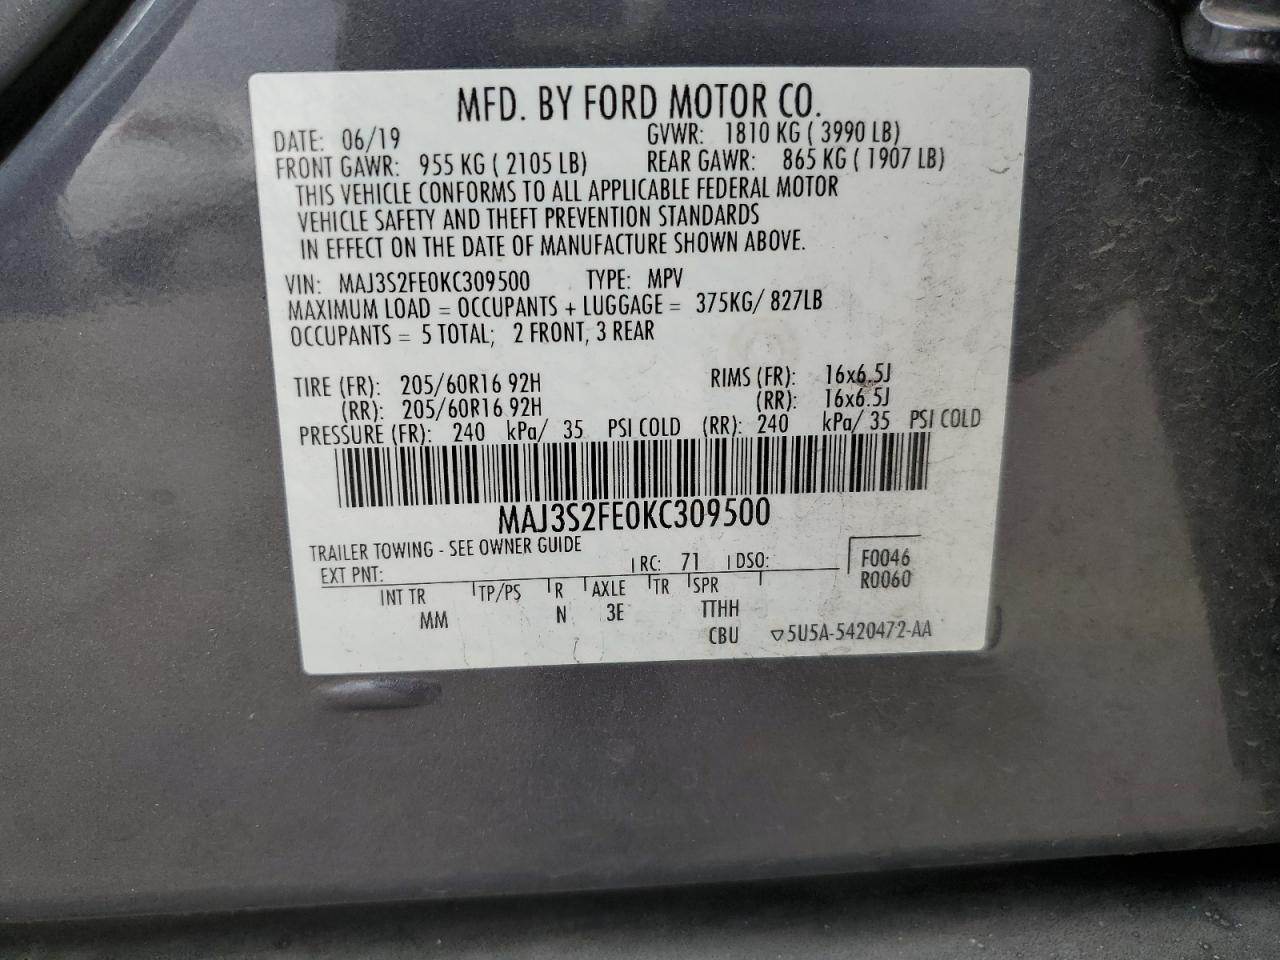 MFD. BY FORD MOTOR CO.
DATE: 06/19 GVWR: 1810 KG ( 3990 LB)
FRONT GAWR: 955 KG ( 2105 LB) REAR GAWR: 865 KG ( 1907 LB)
THIS VEHICLE CONFORMS TO ALL APPLICABLE FEDERAL MOTOR
VEHICLE SAFETY AND THEFT PREVENTION STANDARDS
IN EFFECT ON THE DATE OF MANUFACTURE SHOWN ABOVE.
VIN: MAJ3S2FE0KC309500 TYPE: MPV
MAXIMUM LOAD = OCCUPANTS + LUGGAGE = 375KG/ 827LB
OCCUPANTS = 5 TOTAL; 2 FRONT, 3 REAR
TIRE (FR): 205/60R16 92H RIMS (FR): 16x6.5J
(RR): 205/60R16 92H (RR): 16x6.5J
PRESSURE (FR): 240 kPa/ 35 PSI COLD (RR): 240 kPa/ 35 PSI COLD
MAJ3S2FE0KC309500
TRAILER TOWING - SEE OWNER GUIDE
EXT PNT: RC: 71 DSO: F0046
R0060
INT TR TP/PS R AXLE TR SPR
MM N 3E TTHH
CBU ▽5U5A-5420472-AA